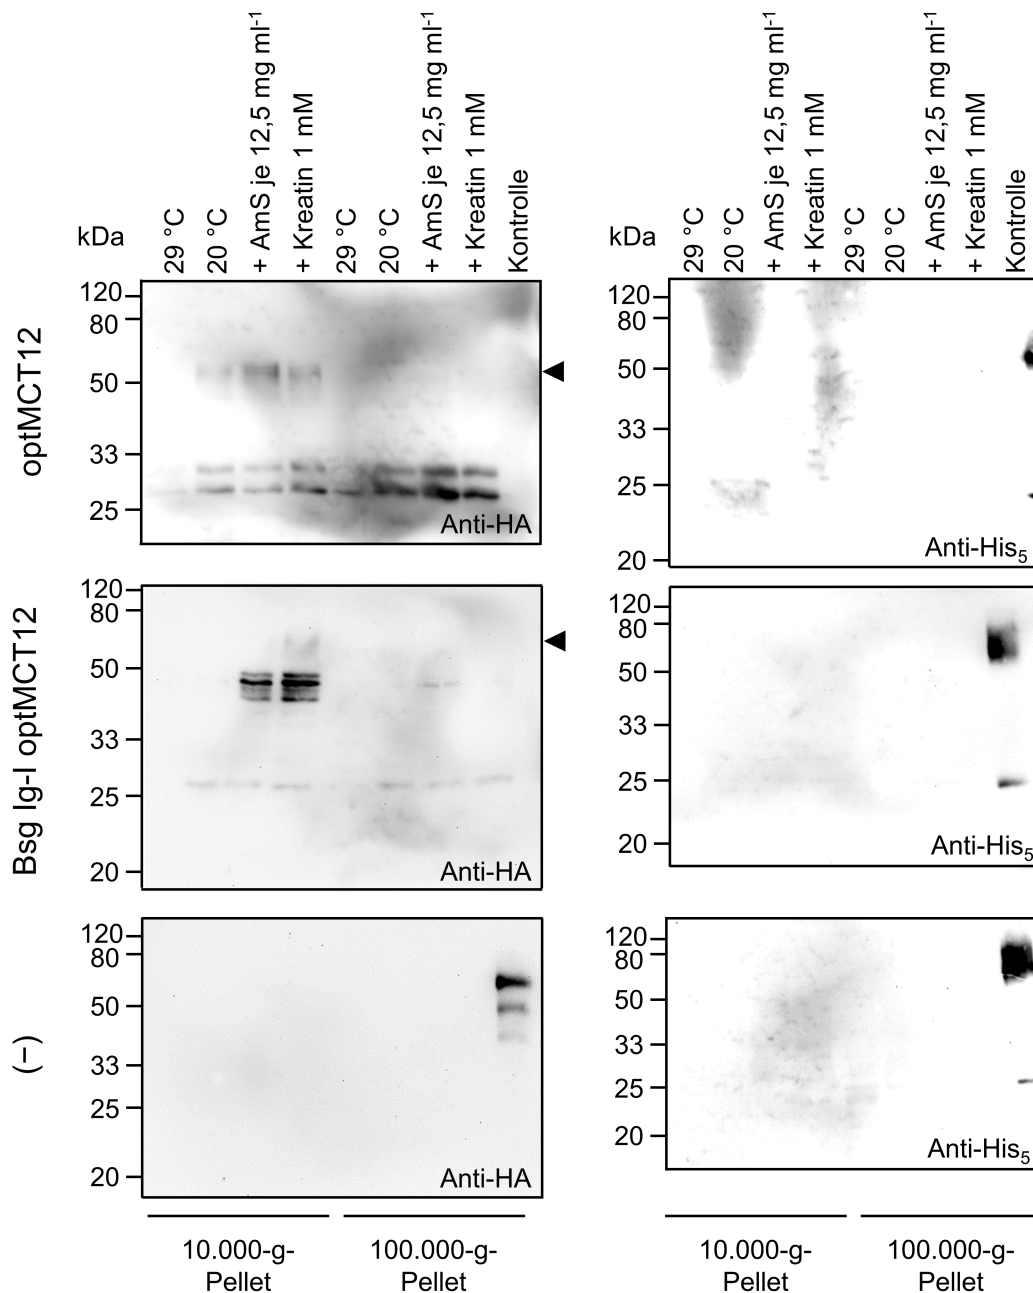 kDa
29 °C
20 °C
+ AmS je 12,5 mg ml-1
+ Kreatin 1 mM
29 °C
20 °C
+ AmS je 12,5 mg ml-1
+ Kreatin 1 mM
Kontrolle
kDa
29 °C
20 °C
+ AmS je 12,5 mg ml-1
+ Kreatin 1 mM
29 °C
20 °C
+ AmS je 12,5 mg ml-1
+ Kreatin 1 mM
Kontrolle
optMCT12
120
80
50
33
25
Anti-HA
120
80
50
33
25
20
Anti-His5
Bsg Ig-I optMCT12
120
80
50
33
25
20
Anti-HA
120
80
50
33
25
20
Anti-His5
(–)
120
80
50
33
25
20
Anti-HA
120
80
50
33
25
20
Anti-His5
10.000-g-
Pellet
100.000-g-
Pellet
10.000-g-
Pellet
100.000-g-
Pellet